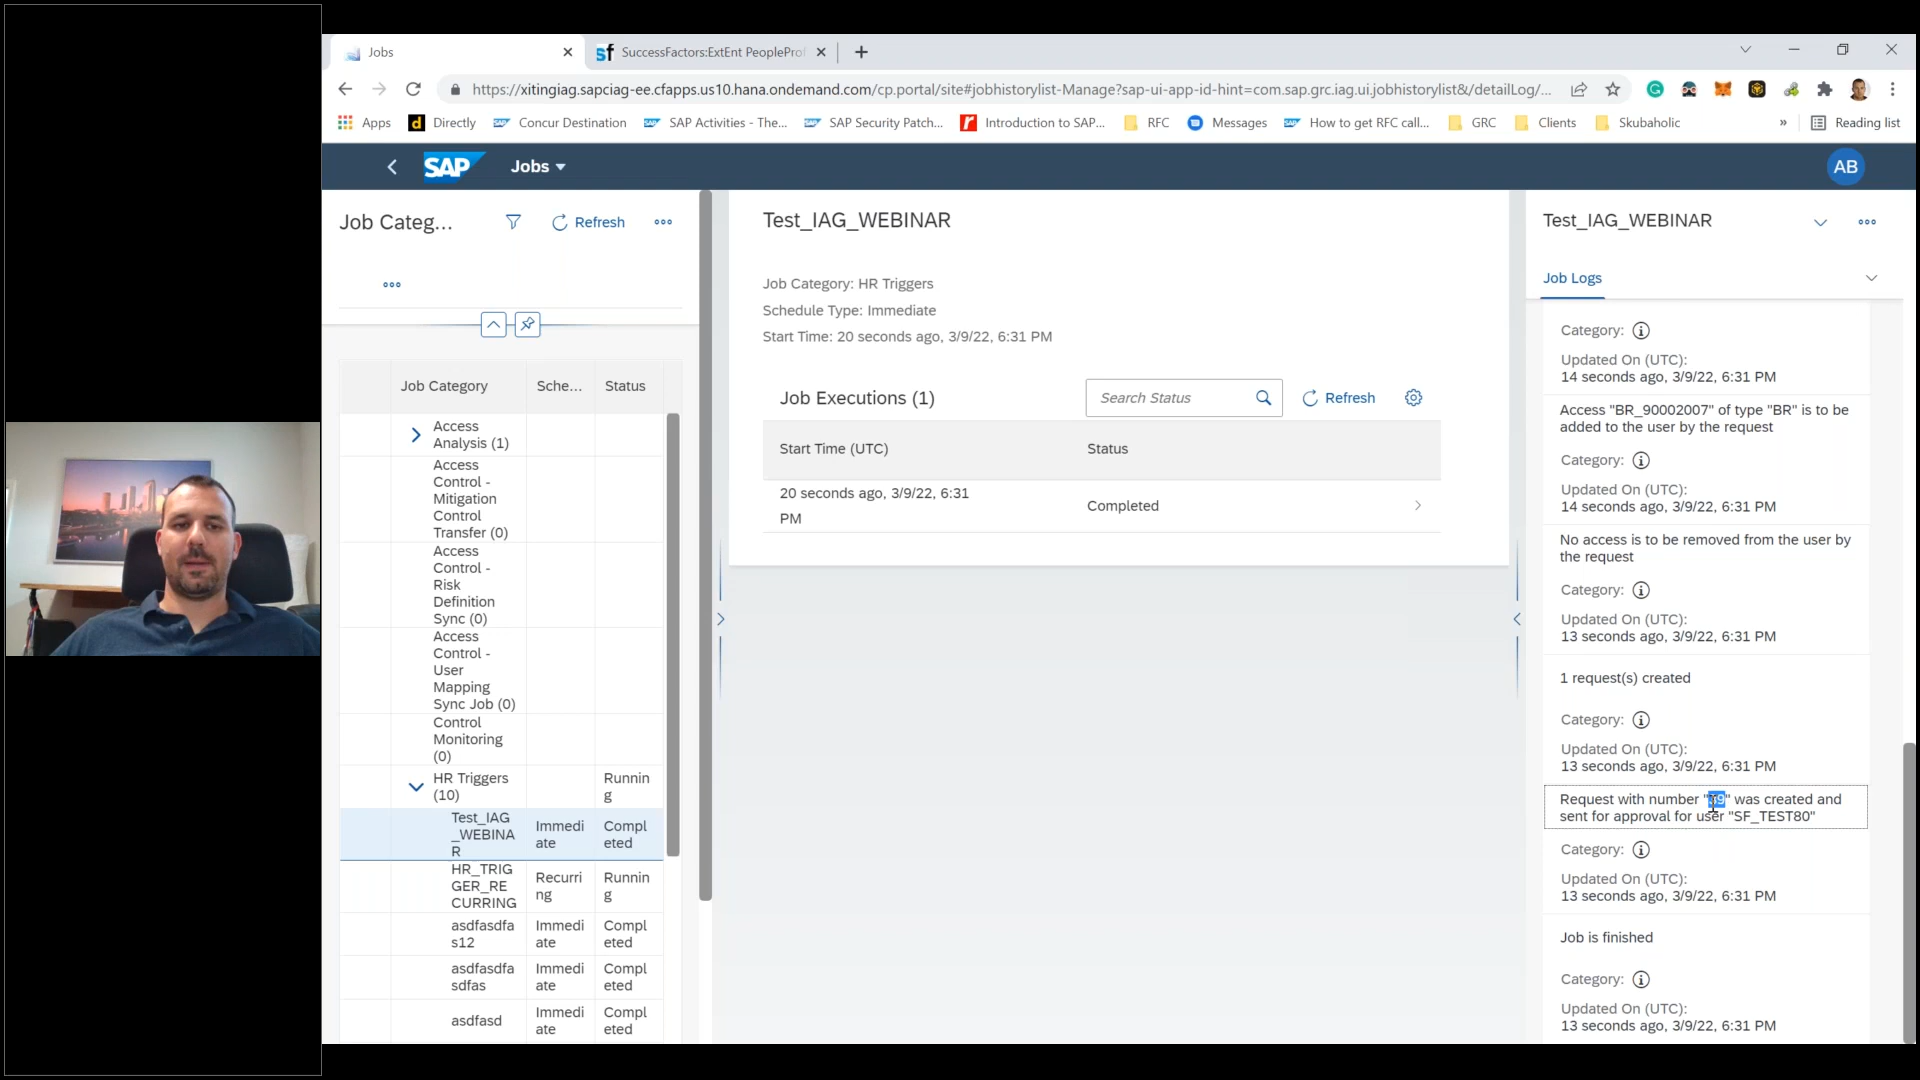 Jobs
sf SuccessFactors:ExtEnt PeopleProf
https://xitingiag.sapciag-ee.cfapps.us10.hana.ondemand.com/cp.portal/site#jobhistorylist-Manage?sap-ui-app-id-hint=com.sap.grc.iag.ui.jobhistorylist&/detailLog/...
Apps
Directly
Concur Destination
SAP Activities - The...
SAP Security Patch...
Introduction to SAP...
RFC
Messages
How to get RFC call...
GRC
Clients
Skubaholic
»
Reading list
SAP
Jobs
AB
Job Categ...
Refresh
Job Category
Sche...
Status
Access
Analysis (1)
Access
Control -
Mitigation
Control
Transfer (0)
Access
Control -
Risk
Definition
Sync (0)
Access
Control -
User
Mapping
Sync Job (0)
Control
Monitoring
(0)
HR Triggers
(10)
Runnin
g
Test_IAG
_WEBINA
R
Immedi
ate
Compl
eted
HR_TRIG
GER_RE
CURRING
Recurri
ng
Runnin
g
asdfasdfa
s12
Immedi
ate
Compl
eted
asdfasdfa
sdfas
Immedi
ate
Compl
eted
asdfasd
Immedi
ate
Compl
eted
Test_IAG_WEBINAR
Job Category: HR Triggers
Schedule Type: Immediate
Start Time: 20 seconds ago, 3/9/22, 6:31 PM
Job Executions (1)
Search Status
Refresh
Start Time (UTC)
Status
20 seconds ago, 3/9/22, 6:31
PM
Completed
Test_IAG_WEBINAR
Job Logs
Category:
Updated On (UTC):
14 seconds ago, 3/9/22, 6:31 PM
Access "BR_90002007" of type "BR" is to be
added to the user by the request
Category:
Updated On (UTC):
14 seconds ago, 3/9/22, 6:31 PM
No access is to be removed from the user by
the request
Category:
Updated On (UTC):
13 seconds ago, 3/9/22, 6:31 PM
1 request(s) created
Category:
Updated On (UTC):
13 seconds ago, 3/9/22, 6:31 PM
Request with number " " was created and
sent for approval for user "SF_TEST80"
Category:
Updated On (UTC):
13 seconds ago, 3/9/22, 6:31 PM
Job is finished
Category:
Updated On (UTC):
13 seconds ago, 3/9/22, 6:31 PM